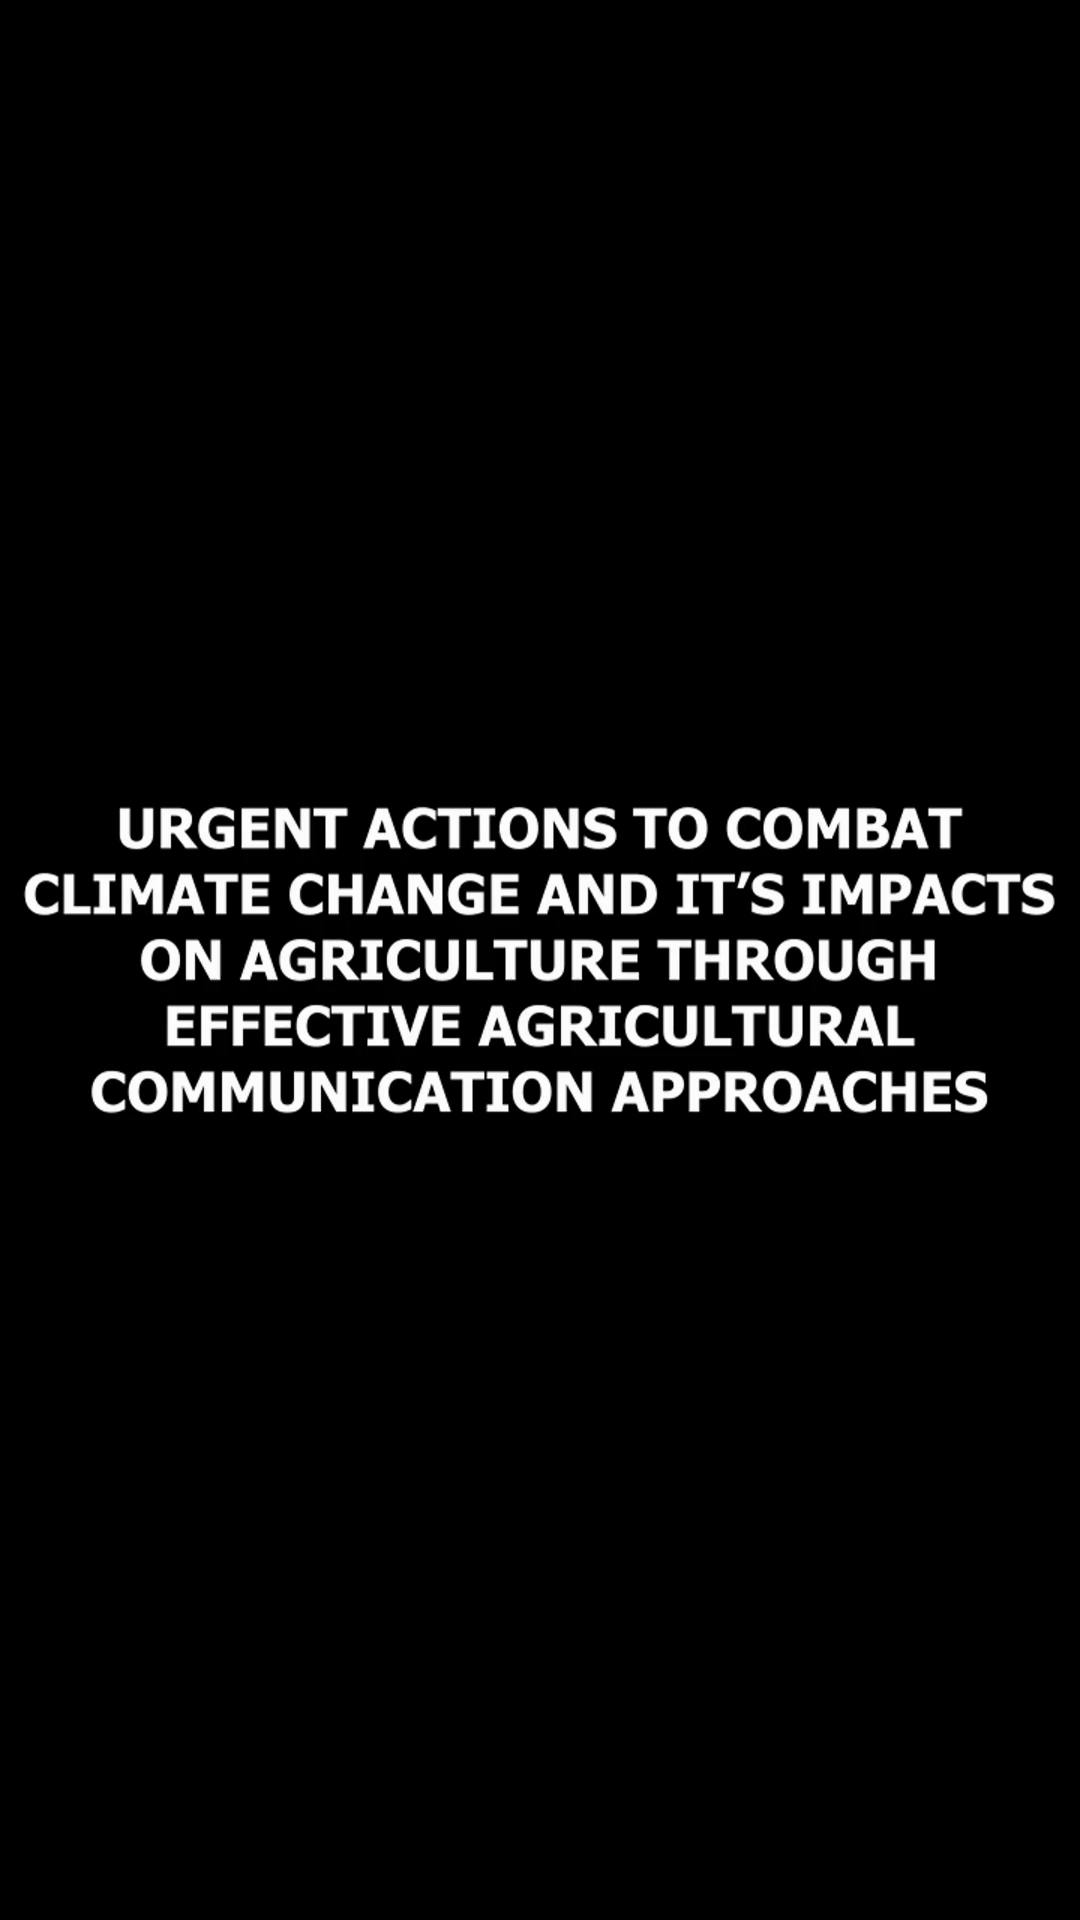 URGENT ACTIONS TO COMBAT
CLIMATE CHANGE AND IT’S IMPACTS
ON AGRICULTURE THROUGH
EFFECTIVE AGRICULTURAL
COMMUNICATION APPROACHES